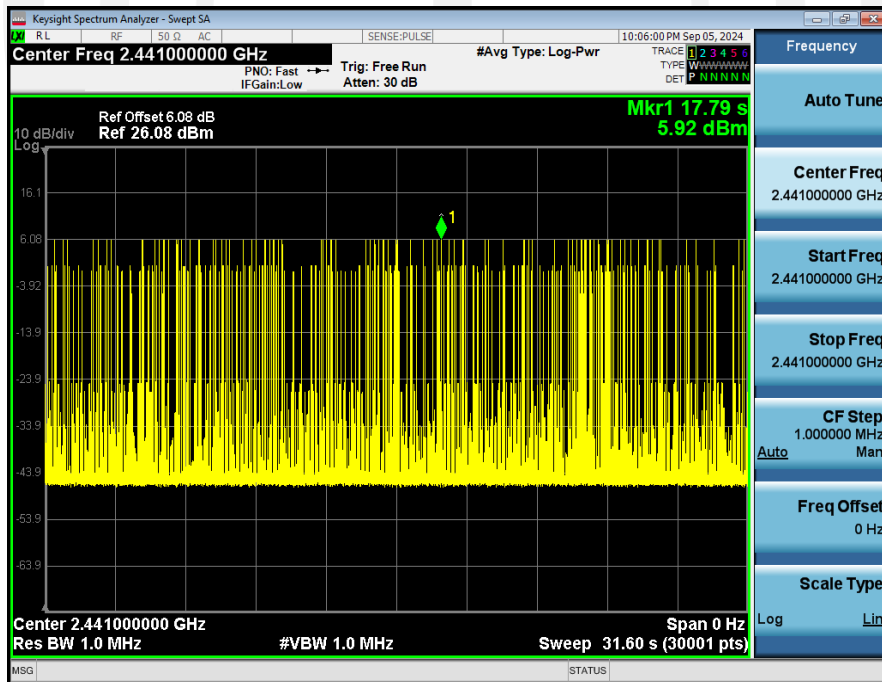 Keysight Spectrum Analyzer - Swept SA
LXI RL RF 50 Ω AC SENSE:PULSE 10:06:00 PM Sep 05, 2024
Center Freq 2.441000000 GHz
PNO: Fast
IFGain:Low
Trig: Free Run
Atten: 30 dB
#Avg Type: Log-Pwr
TRACE 1 2 3 4 5 6
TYPE WWWWWWW
DET P N N N N N
Ref Offset 6.08 dB
Ref 26.08 dBm
10 dB/div
Log
Mkr1 17.79 s
5.92 dBm
1
16.1
6.08
-3.92
-13.9
-23.9
-33.9
-43.9
-53.9
-63.9
Center 2.441000000 GHz
Span 0 Hz
Res BW 1.0 MHz
#VBW 1.0 MHz
Sweep 31.60 s (30001 pts)
MSG
STATUS
Frequency
Auto Tune
Center Freq
2.441000000 GHz
Start Freq
2.441000000 GHz
Stop Freq
2.441000000 GHz
CF Step
1.000000 MHz
Auto Man
Freq Offset
0 Hz
Scale Type
Log Lin